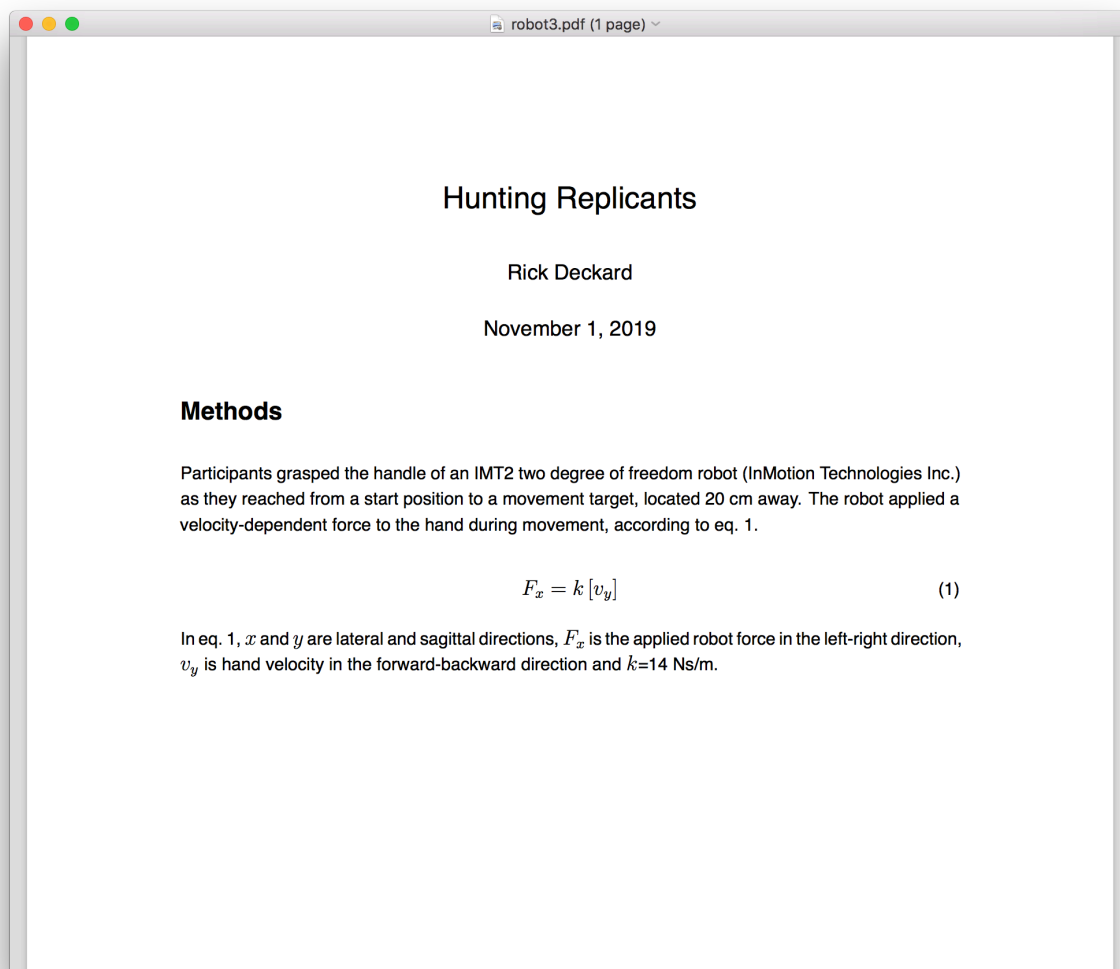 robot3.pdf (1 page)
Hunting Replicants
Rick Deckard
November 1, 2019
Methods
Participants grasped the handle of an IMT2 two degree of freedom robot (InMotion Technologies Inc.)
as they reached from a start position to a movement target, located 20 cm away. The robot applied a
velocity-dependent force to the hand during movement, according to eq. 1.
F_x = k [v_y] (1)
In eq. 1, x and y are lateral and sagittal directions, F_x is the applied robot force in the left-right direction,
v_y is hand velocity in the forward-backward direction and k=14 Ns/m.